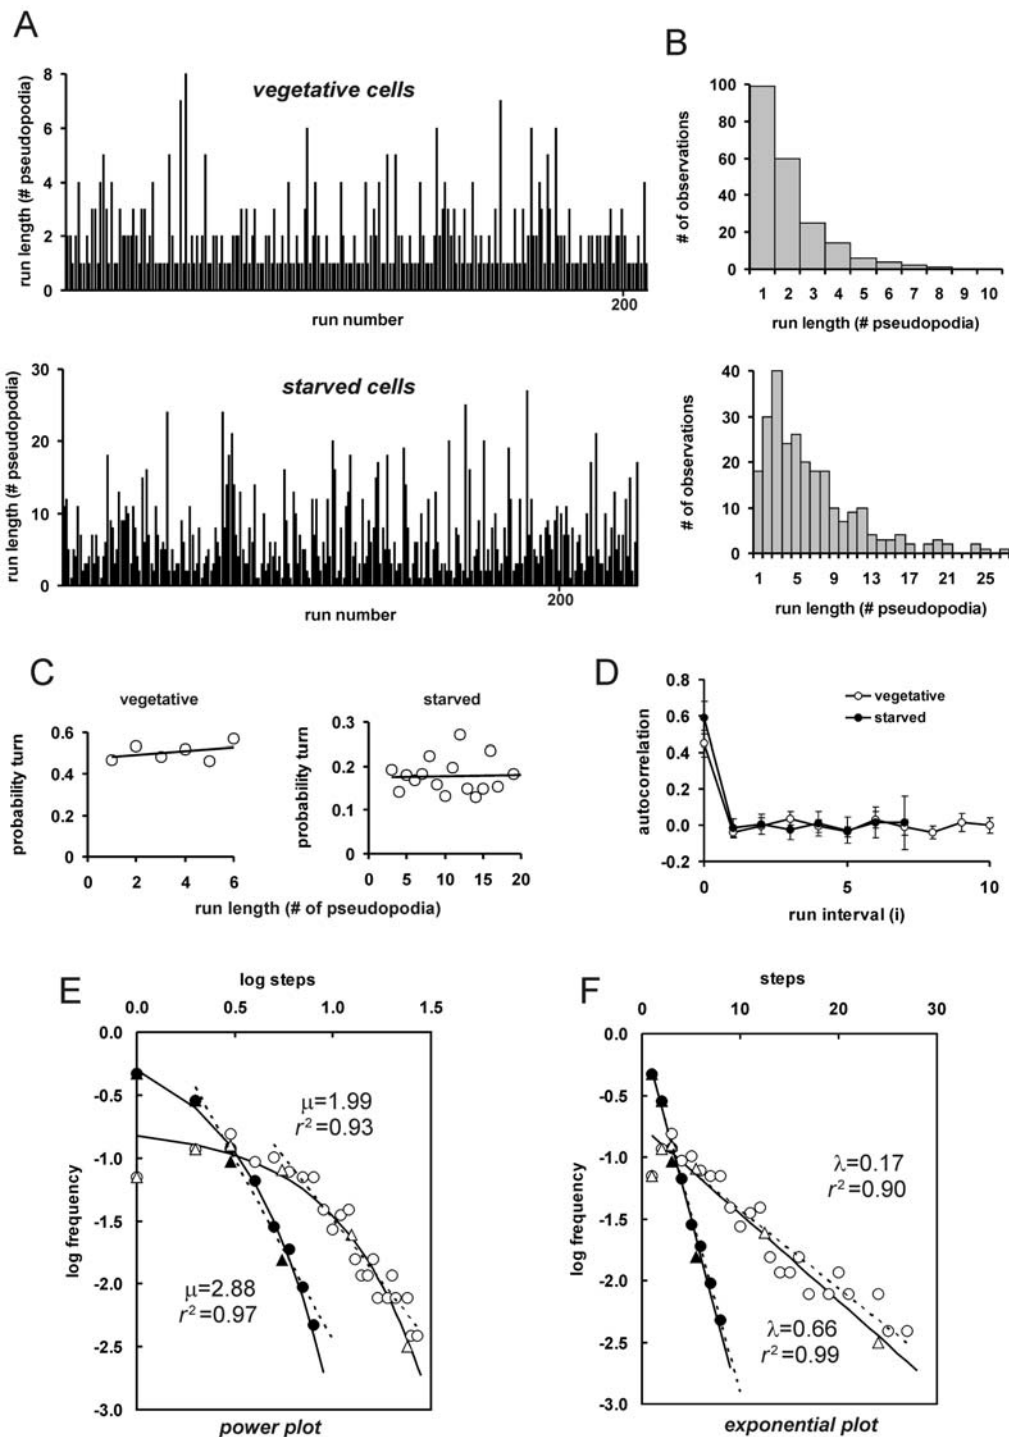 A
vegetative cells
8
6
4
2
0
run length (# pseudopodia)
200
run number
B
100
80
60
40
20
0
# of observations
1 2 3 4 5 6 7 8 9 10
run length (# pseudopodia)
starved cells
30
20
10
0
run length (# pseudopodia)
200
run number
40
30
20
10
0
# of observations
1 5 9 13 17 21 25
run length (# pseudopodia)
C
vegetative
0.6
0.4
0.2
0
probability turn
0 2 4 6
starved
0.3
0.2
0.1
0
probability turn
0 5 10 15 20
run length (# of pseudopodia)
D
0.8
0.6
0.4
0.2
0.0
-0.2
autocorrelation
vegetative
starved
0 5 10
run interval (i)
E
log steps
0.0 0.5 1.0 1.5
0.0
-0.5
-1.0
-1.5
-2.0
-2.5
-3.0
log frequency
μ=1.99
r²=0.93
μ=2.88
r²=0.97
power plot
F
steps
0 10 20 30
0.0
-0.5
-1.0
-1.5
-2.0
-2.5
-3.0
log frequency
λ=0.17
r²=0.90
λ=0.66
r²=0.99
exponential plot